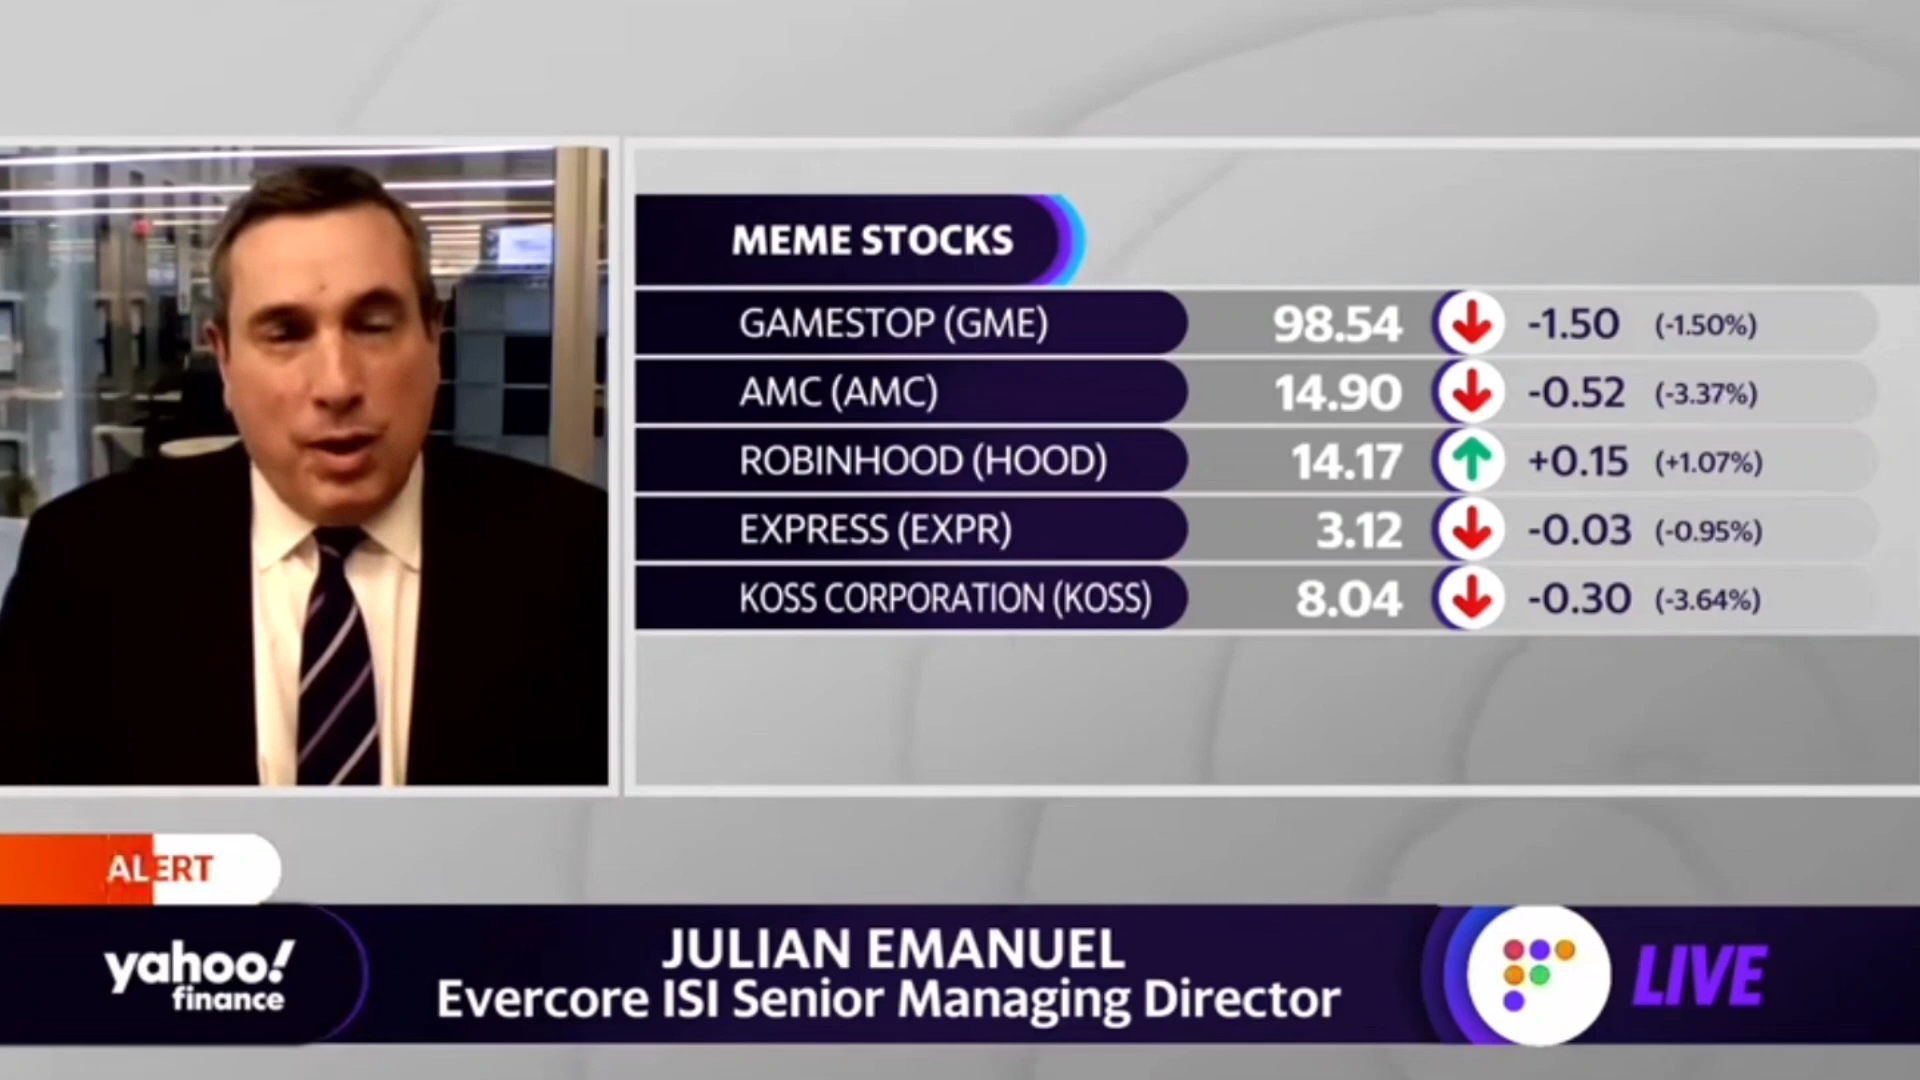 MEME STOCKS
GAMESTOP (GME) 98.54 -1.50 (-1.50%)
AMC (AMC) 14.90 -0.52 (-3.37%)
ROBINHOOD (HOOD) 14.17 +0.15 (+1.07%)
EXPRESS (EXPR) 3.12 -0.03 (-0.95%)
KOSS CORPORATION (KOSS) 8.04 -0.30 (-3.64%)
ALERT
yahoo!
finance
JULIAN EMANUEL
Evercore ISI Senior Managing Director
LIVE